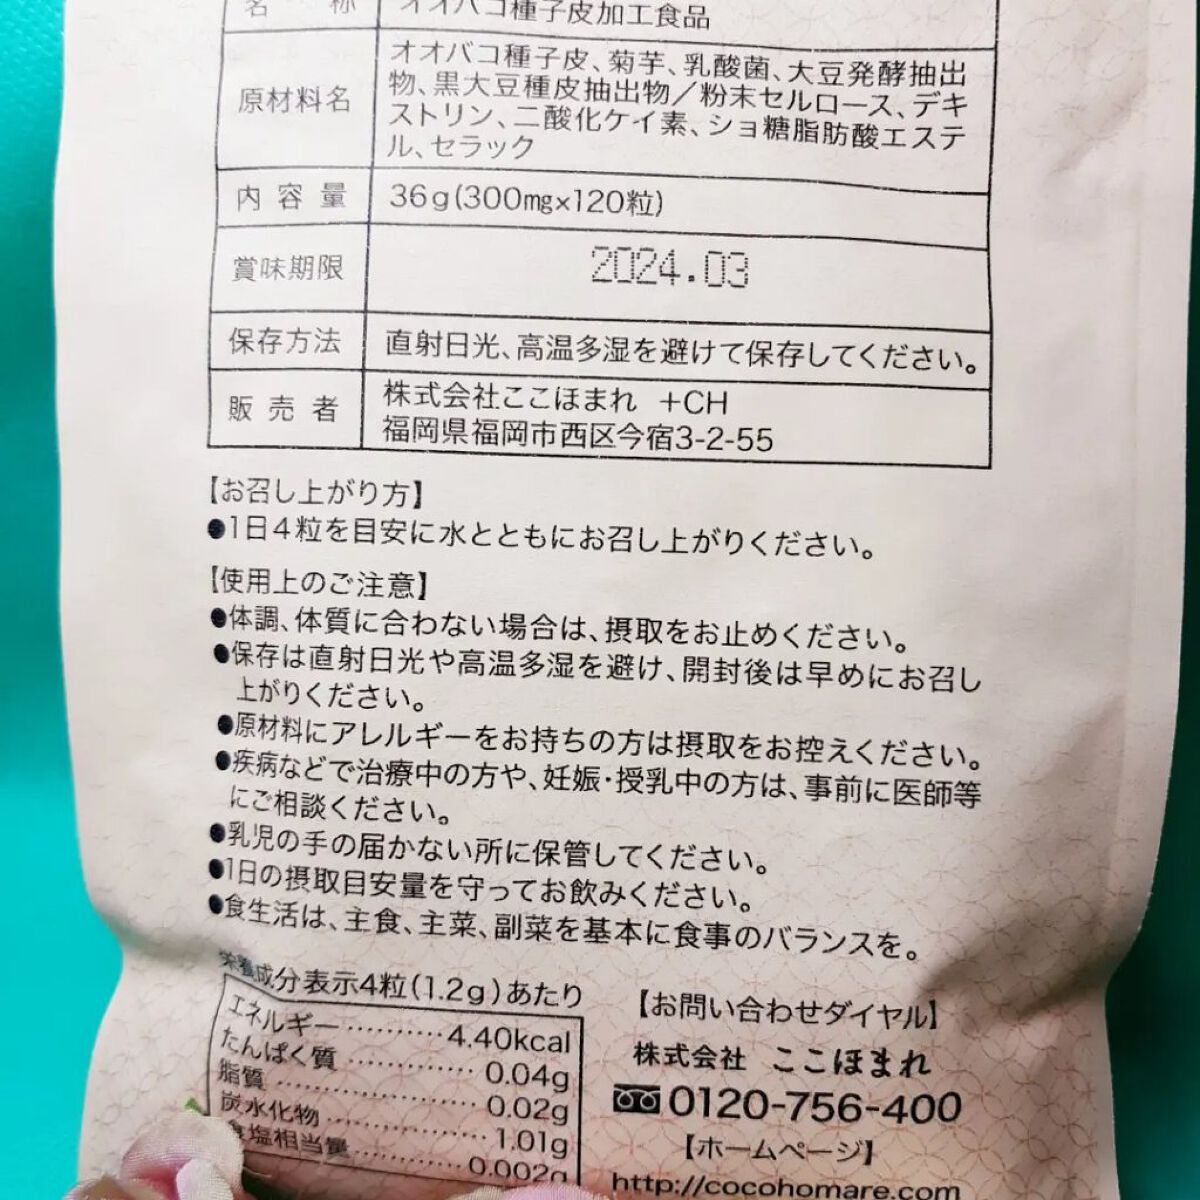 名称 オオバコ種子皮加工食品
原材料名 オオバコ種子皮、菊芋、乳酸菌、大豆発酵抽出
物、黒大豆種皮抽出物／粉末セルロース、デキ
ストリン、二酸化ケイ素、ショ糖脂肪酸エステ
ル、セラック
内容量 36g(300mg×120粒)
賞味期限 2024.03
保存方法 直射日光、高温多湿を避けて保存してください。
販売者 株式会社ここほまれ +CH
福岡県福岡市西区今宿3-2-55
【お召し上がり方】
●1日4粒を目安に水とともにお召し上がりください。
【使用上のご注意】
●体調、体質に合わない場合は、摂取をお止めください。
●保存は直射日光や高温多湿を避け、開封後は早めにお召し
上がりください。
●原材料にアレルギーをお持ちの方は摂取をお控えください。
●疾病などで治療中の方や、妊娠・授乳中の方は、事前に医師等
にご相談ください。
●乳児の手の届かない所に保管してください。
●1日の摂取目安量を守ってお飲みください。
●食生活は、主食、主菜、副菜を基本に食事のバランスを。
栄養成分表示4粒(1.2g)あたり
エネルギー…………4.40kcal
たんぱく質…………0.04g
脂質…………0.02g
炭水化物…………1.01g
食塩相当量…………0.002g
【お問い合わせダイヤル】
株式会社 ここほまれ
0120-756-400
【ホームページ】
http://cocohomare.com